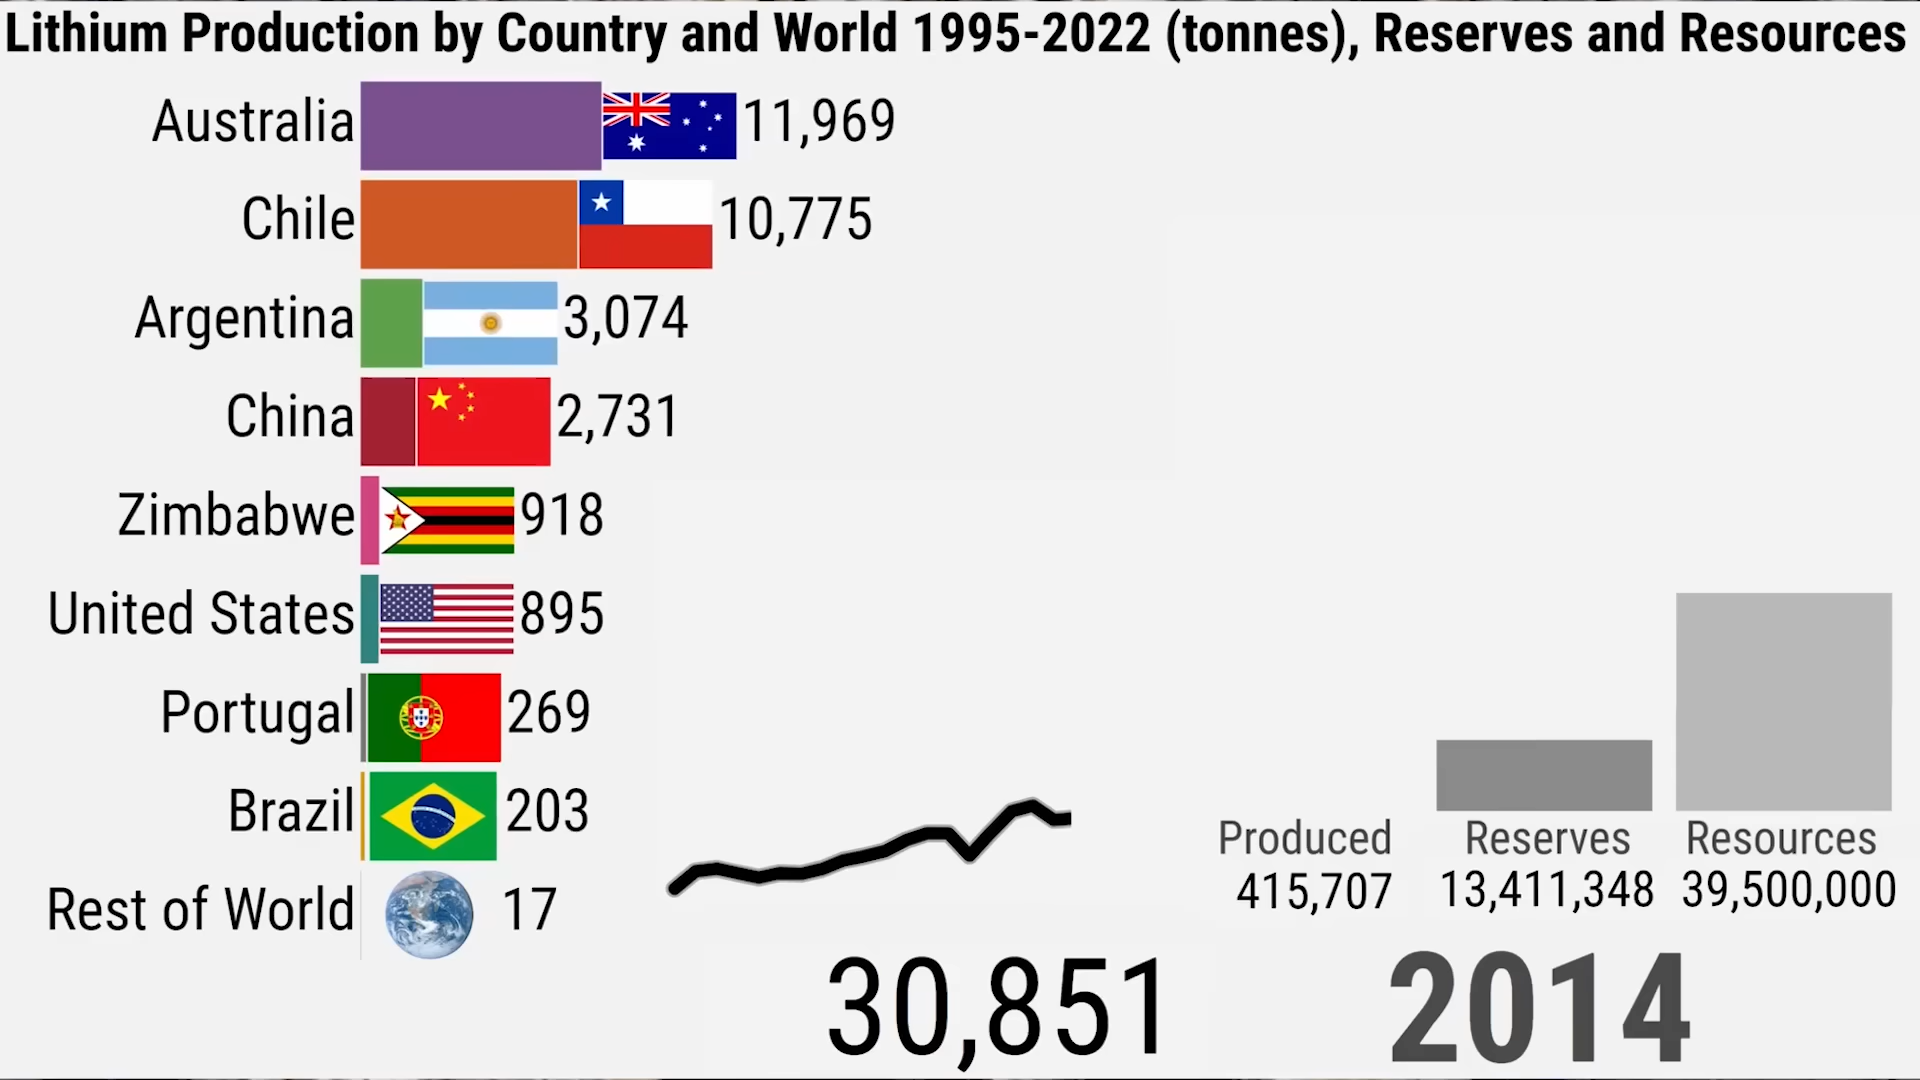 Lithium Production by Country and World 1995-2022 (tonnes), Reserves and Resources
Australia 11,969
Chile 10,775
Argentina 3,074
China 2,731
Zimbabwe 918
United States 895
Portugal 269
Brazil 203
Rest of World 17
Produced Reserves Resources
415,707 13,411,348 39,500,000
30,851 2014